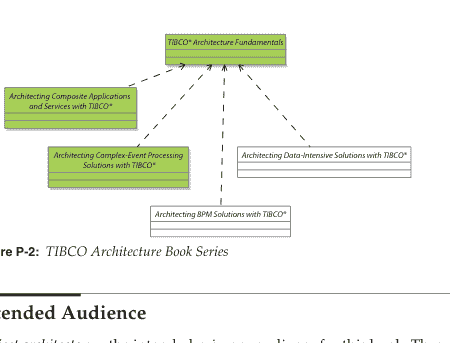 TIBCO® Architecture Fundamentals
Architecting Composite Applications
and Services with TIBCO®
Architecting Complex-Event Processing
Solutions with TIBCO®
Architecting Data-Intensive Solutions with TIBCO®
Architecting BPM Solutions with TIBCO®
re P-2: TIBCO Architecture Book Series
tended Audience